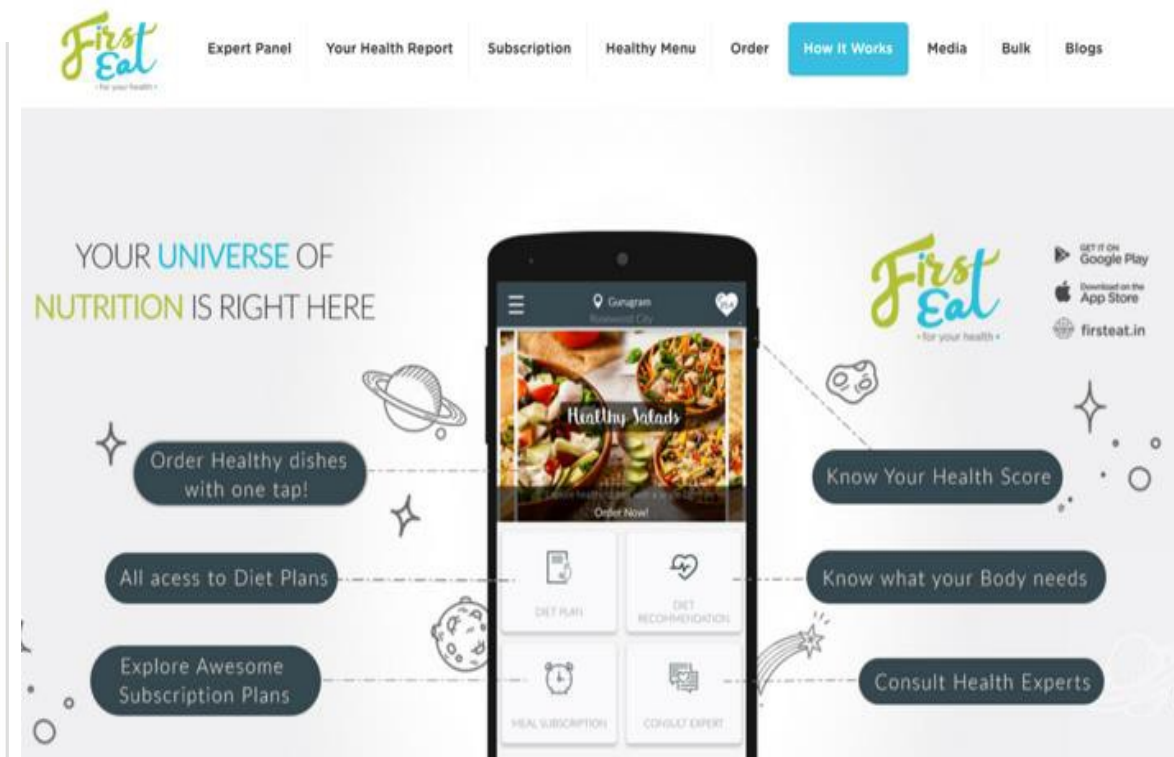 First
Eat
• for your health •
Expert Panel
Your Health Report
Subscription
Healthy Menu
Order
How It Works
Media
Bulk
Blogs
YOUR UNIVERSE OF
NUTRITION IS RIGHT HERE
Order Healthy dishes
with one tap!
All acess to Diet Plans
Explore Awesome
Subscription Plans
Gurugram
City
Healthy Salads
Order Now!
DIET PLAN
DIET
RECOMMENDATION
MEAL SUBSCRIPTION
CONSULT EXPERT
First
Eat
• for your health •
GET IT ON
Google Play
Download on the
App Store
firsteat.in
Know Your Health Score
Know what your Body needs
Consult Health Experts